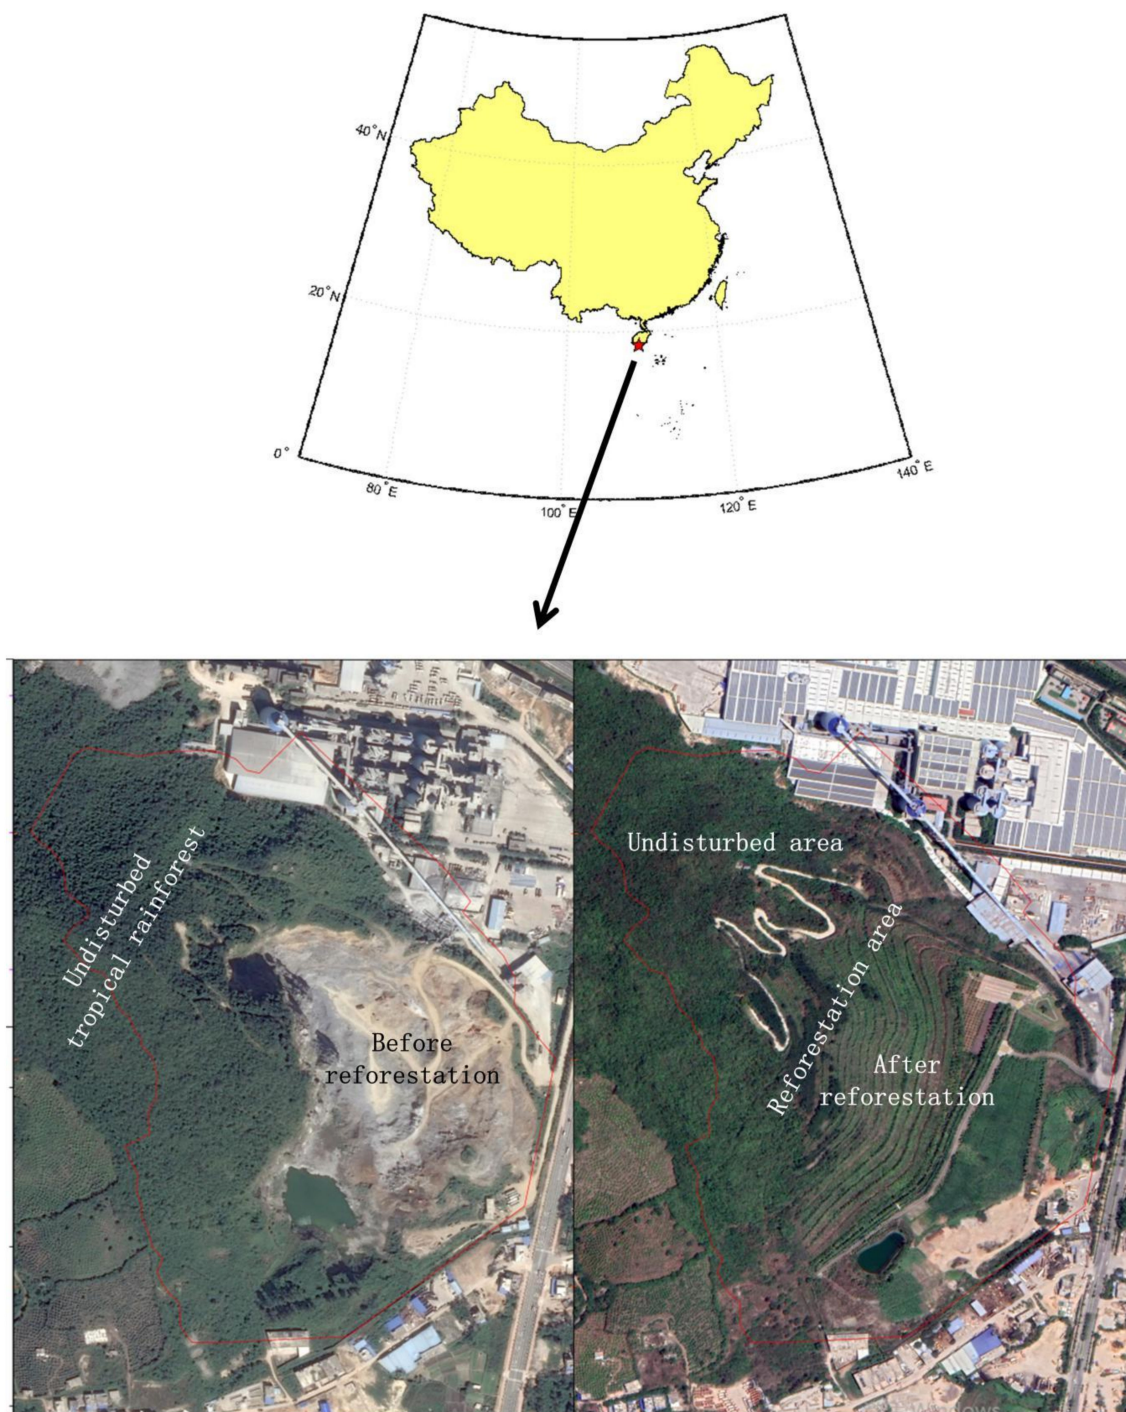 40°N
20°N
0°
80°E
100°E
120°E
140°E
Undisturbed
tropical rainforest
Before
reforestation
Undisturbed area
Reforestation area
After
reforestation